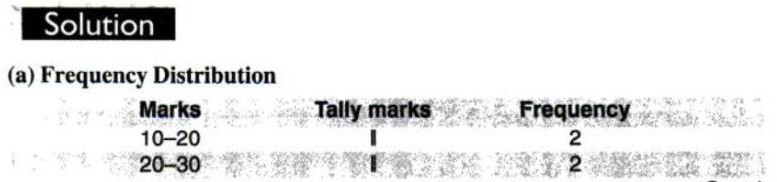 Solution
(a) Frequency Distribution
Marks Tally marks Frequency
10–20 || 2
20–30 || 2